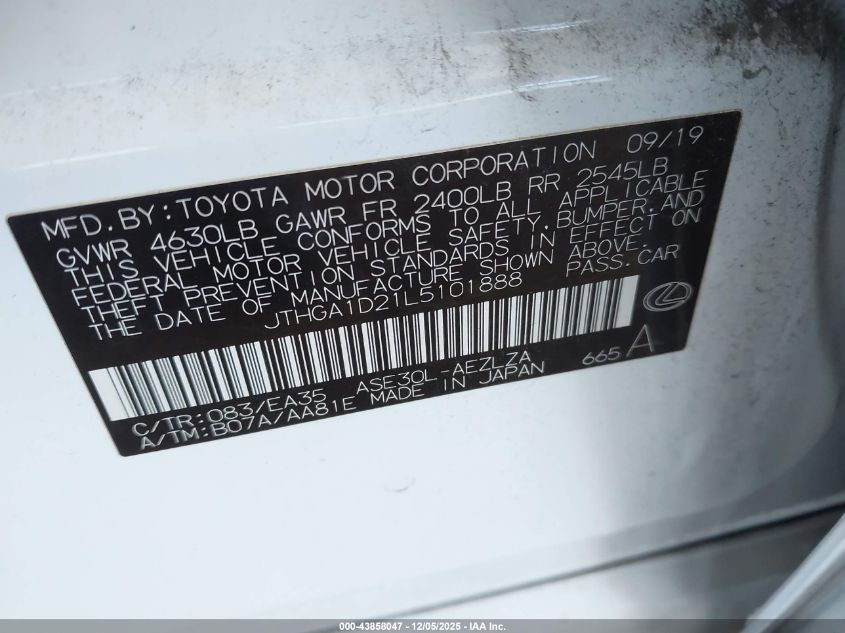 MFD. BY: TOYOTA MOTOR CORPORATION 09/19
GVWR 4630LB GAWR FR 2400LB RR 2545LB
THIS VEHICLE CONFORMS TO ALL APPLICABLE
FEDERAL MOTOR VEHICLE SAFETY, BUMPER, AND
THEFT PREVENTION STANDARDS IN EFFECT ON
THE DATE OF MANUFACTURE SHOWN ABOVE.
JTHGA1D21L5101888 PASS. CAR
C/TR: 083/EA35 ASE30L-AEZLZA 665 A
A/TM: B07A/AA81E MADE IN JAPAN
000-43858047 - 12/05/2025 - IAA Inc.